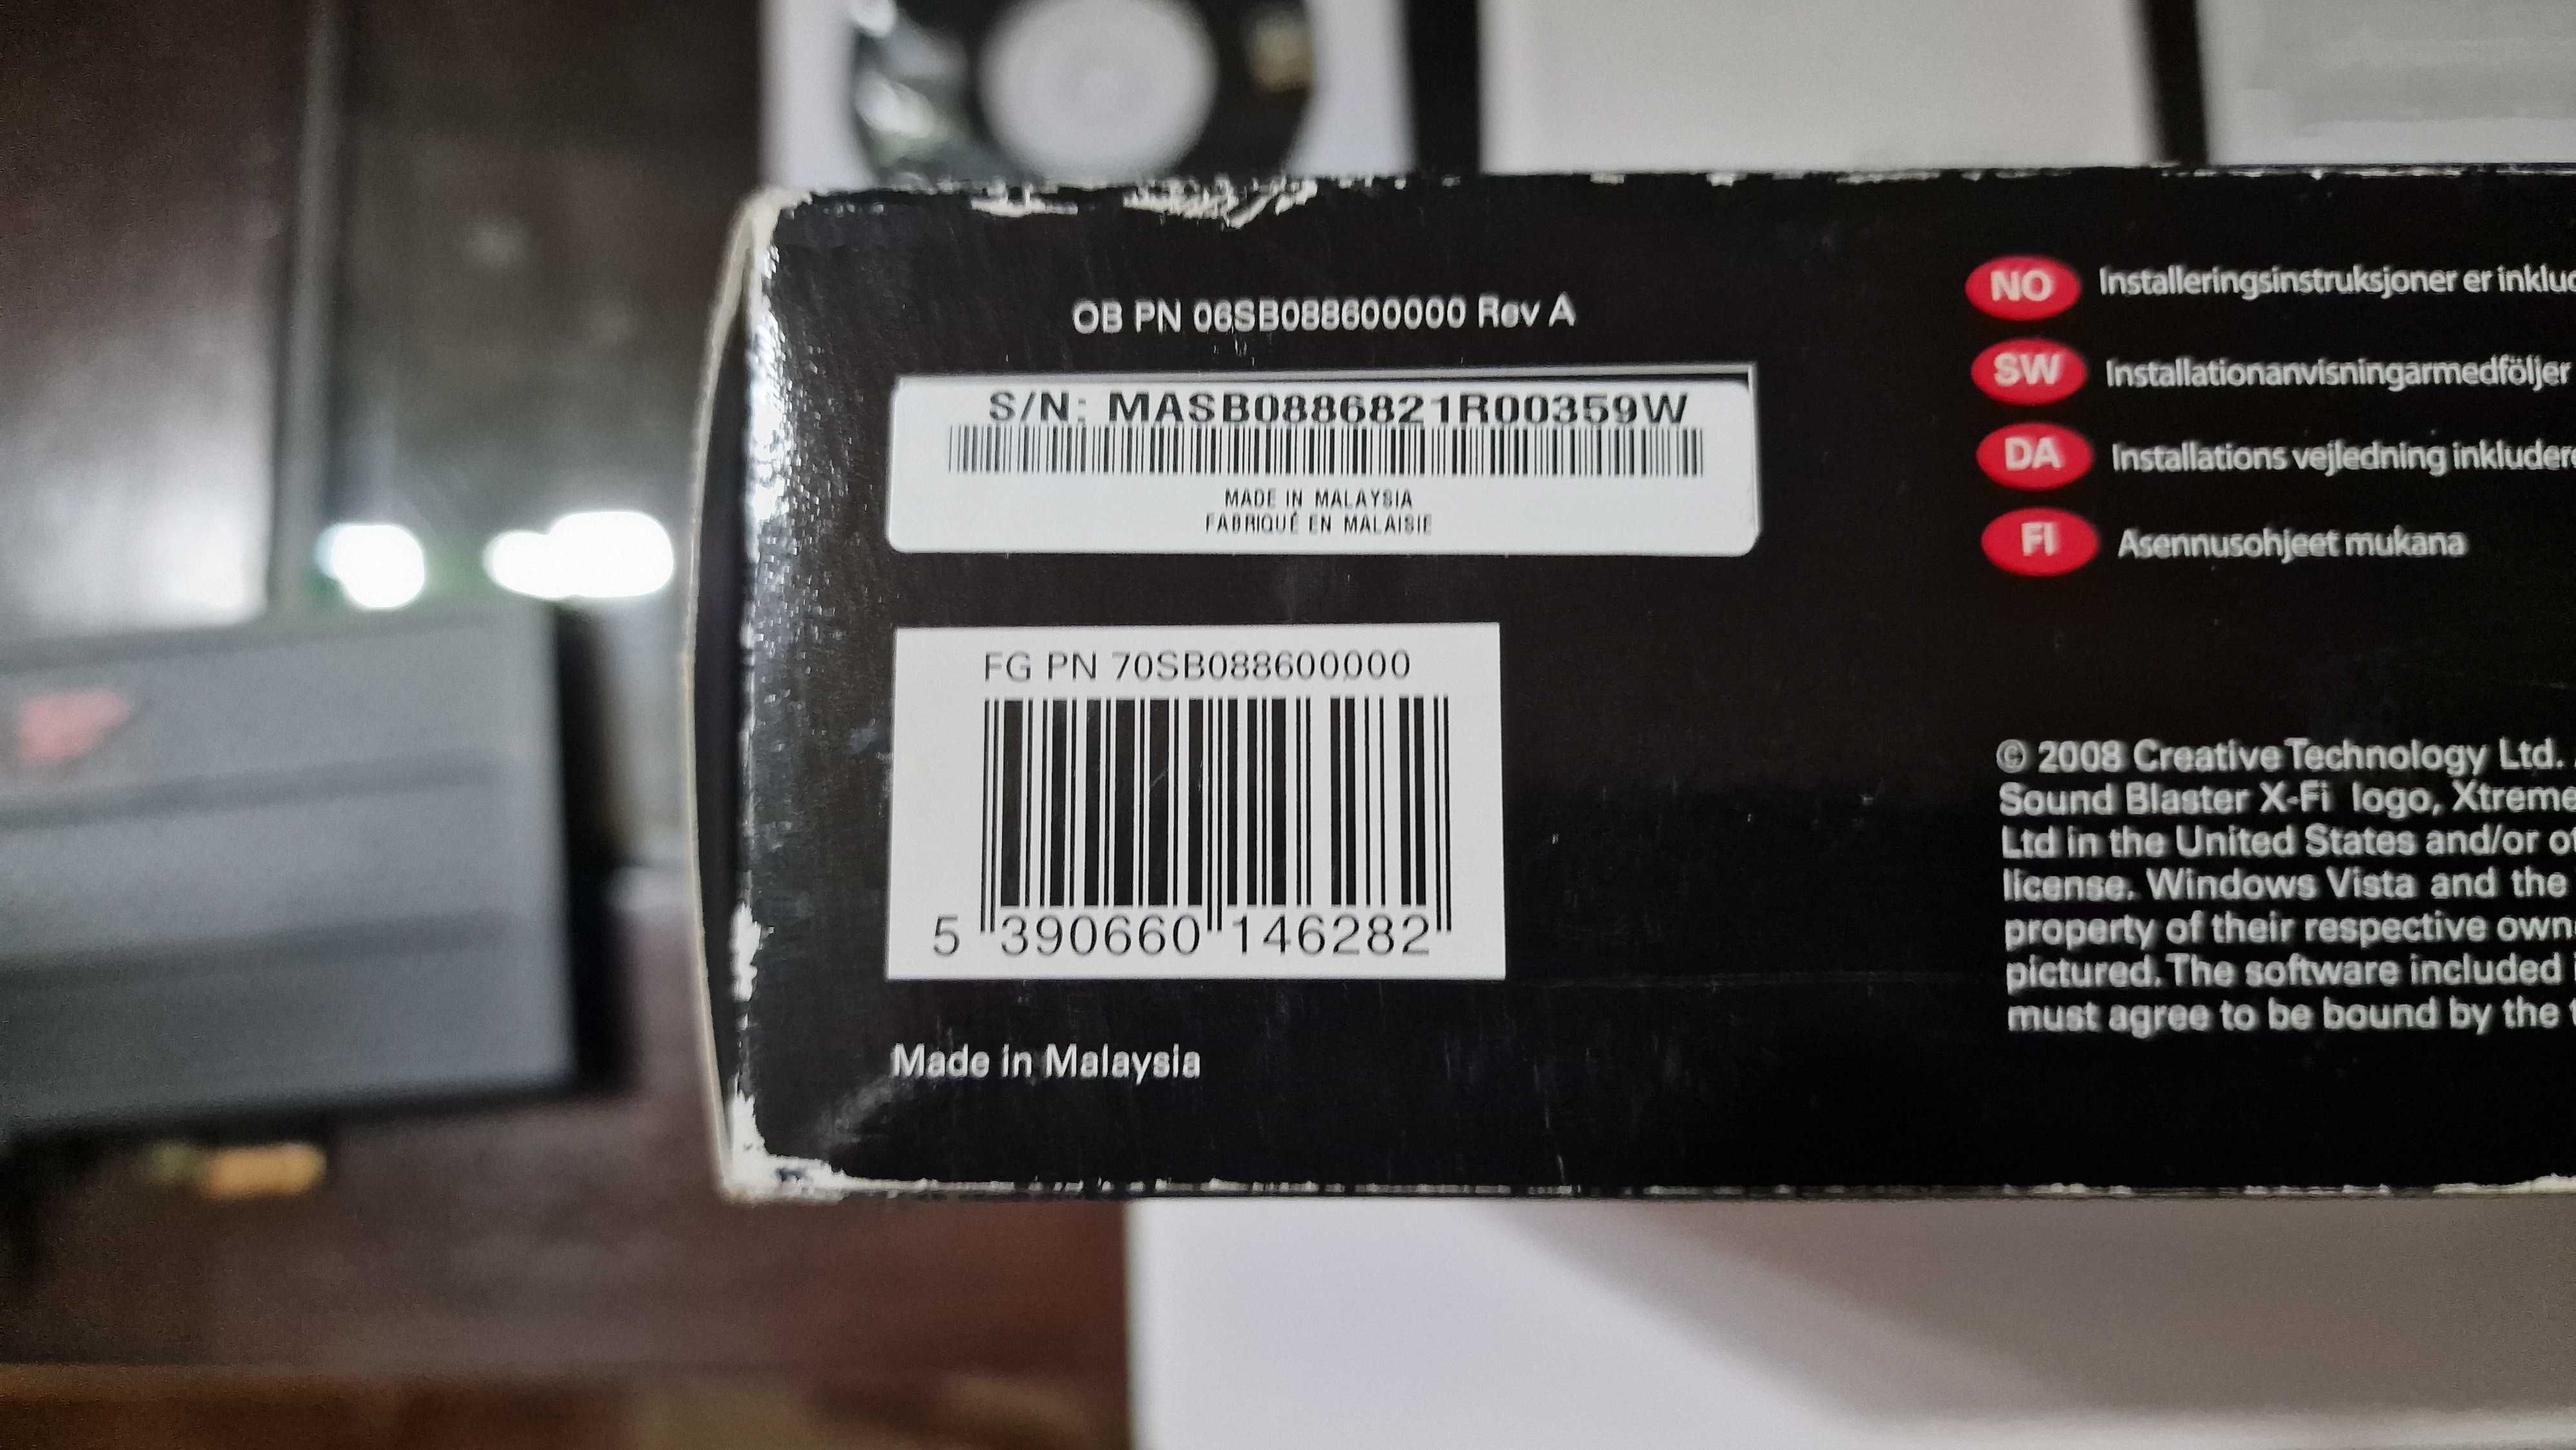 OB PN 06SB088600000 Rev A
S/N: MASB0886821R00359W
MADE IN MALAYSIA
FABRIQUÉ EN MALAISIE
FG PN 70SB088600000
5 390660 146282
Made in Malaysia
NO Installeringsinstruksjoner er inklud
SW Installationanvisningarmedföljer
DA Installations vejledning inkludere
FI Asennusohjeet mukana
© 2008 Creative Technology Ltd.
Sound Blaster X-Fi logo, Xtreme
Ltd in the United States and/or o
license. Windows Vista and the
property of their respective own
pictured. The software included
must agree to be bound by the t